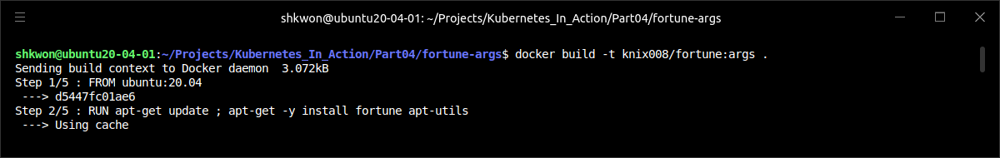 shkwon@ubuntu20-04-01: ~/Projects/Kubernetes_In_Action/Part04/fortune-args
shkwon@ubuntu20-04-01:~/Projects/Kubernetes_In_Action/Part04/fortune-args$ docker build -t knix008/fortune:args .
Sending build context to Docker daemon  3.072kB
Step 1/5 : FROM ubuntu:20.04
 ---> d5447fc01ae6
Step 2/5 : RUN apt-get update ; apt-get -y install fortune apt-utils
 ---> Using cache